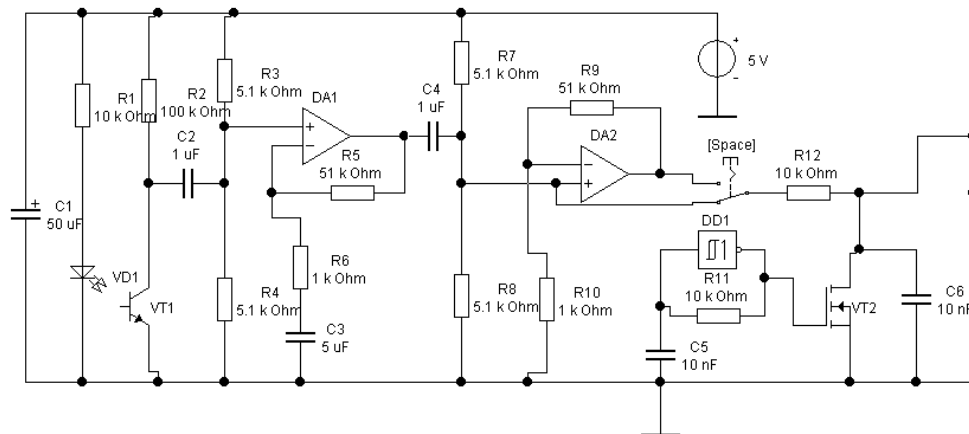 R1
10 k Ohm
R2
100 k Ohm
R3
5.1 k Ohm
DA1
C2
1 uF
R5
51 k Ohm
C4
1 uF
R7
5.1 k Ohm
R9
51 k Ohm
DA2
+
-
5 V
[Space]
R12
10 k Ohm
+
C1
50 uF
VD1
VT1
R4
5.1 k Ohm
R6
1 k Ohm
C3
5 uF
R8
5.1 k Ohm
R10
1 k Ohm
DD1
1
R11
10 k Ohm
C5
10 nF
VT2
C6
10 nF
+
-
-
+